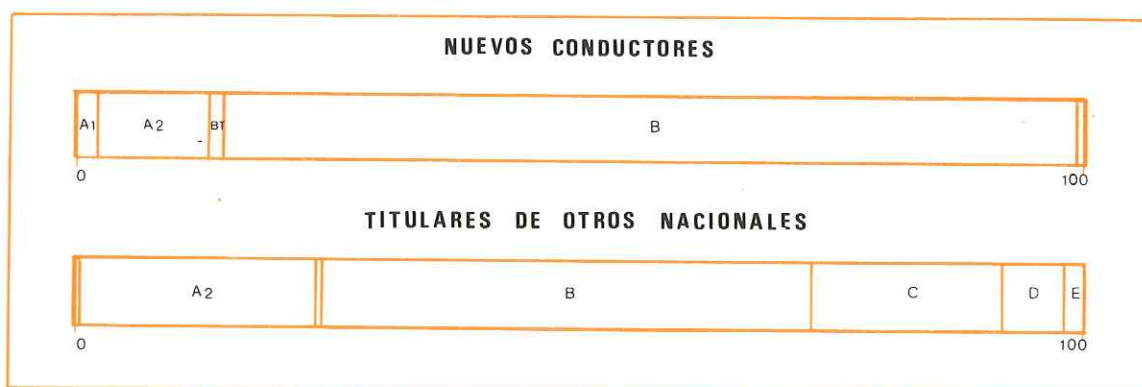 NUEVOS CONDUCTORES
A1 A2 BT B
0 100
TITULARES DE OTROS NACIONALES
A2 B C D E
0 100